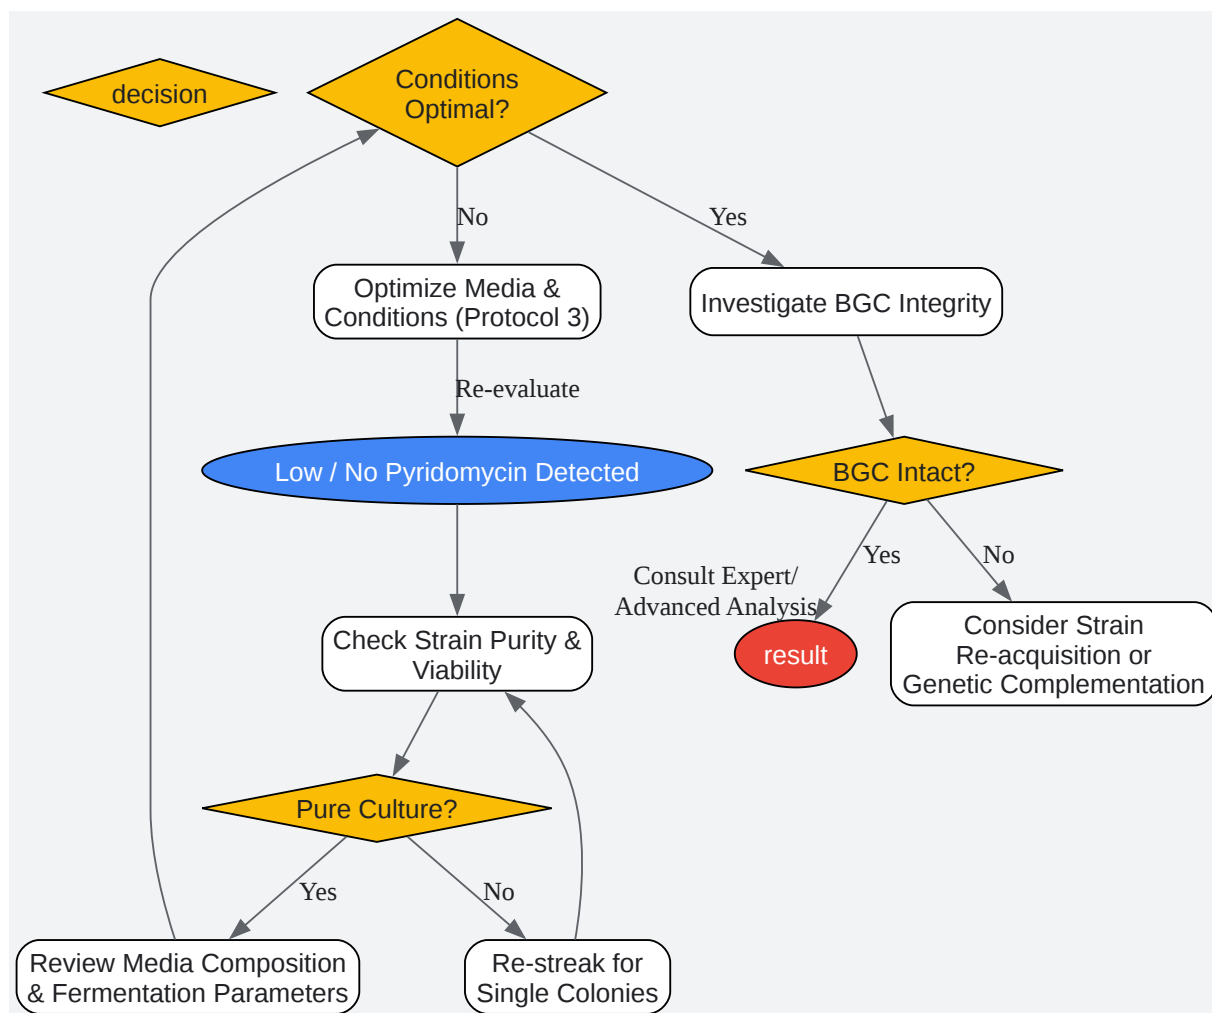 decision
Conditions
Optimal?
No
Yes
Optimize Media &
Conditions (Protocol 3)
Investigate BGC Integrity
Re-evaluate
Low / No Pyridomycin Detected
BGC Intact?
Yes
No
Consult Expert/
Advanced Analysis
result
Consider Strain
Re-acquisition or
Genetic Complementation
Check Strain Purity &
Viability
Pure Culture?
Yes
No
Review Media Composition
& Fermentation Parameters
Re-streak for
Single Colonies